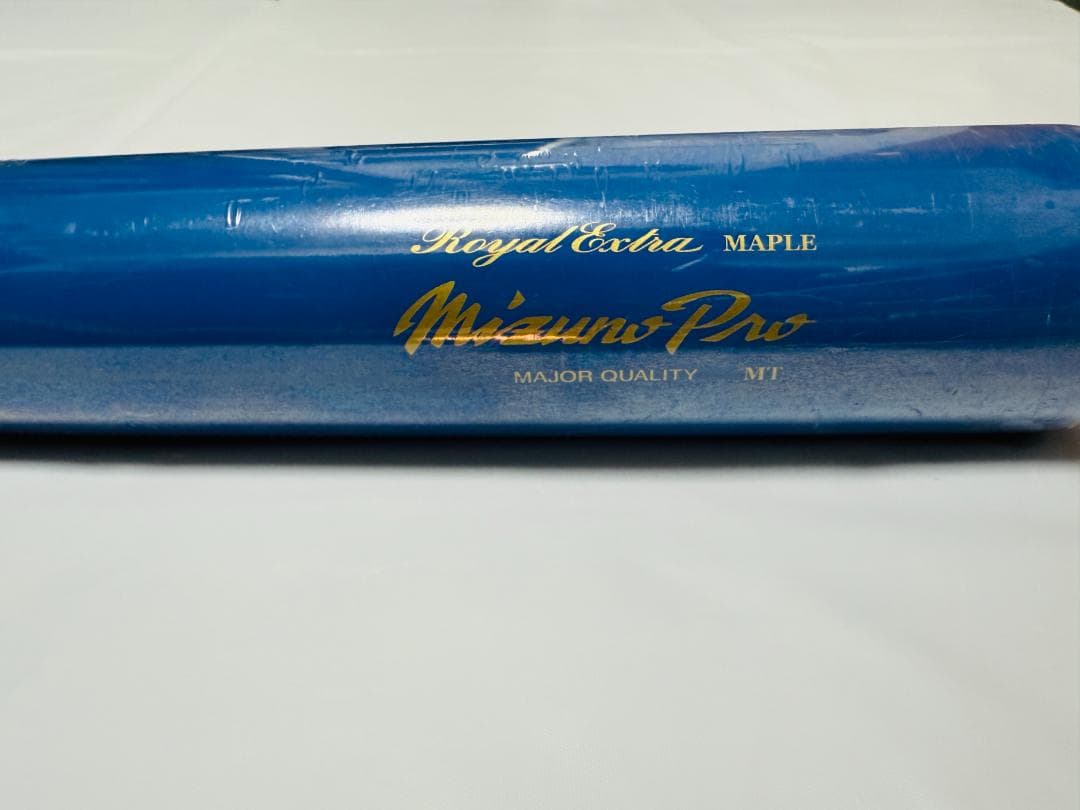 Royal Extra MAPLE
Mizuno Pro
MAJOR QUALITY MT